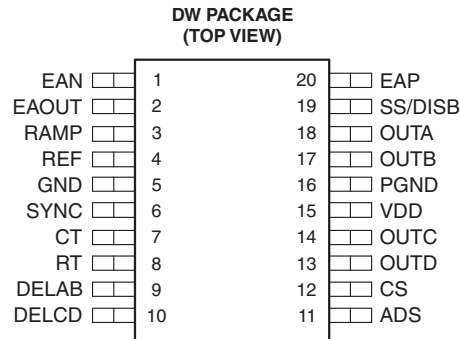 DW PACKAGE
(TOP VIEW)
EAN 1 20 EAP
EAOUT 2 19 SS/DISB
RAMP 3 18 OUTA
REF 4 17 OUTB
GND 5 16 PGND
SYNC 6 15 VDD
CT 7 14 OUTC
RT 8 13 OUTD
DELAB 9 12 CS
DELCD 10 11 ADS